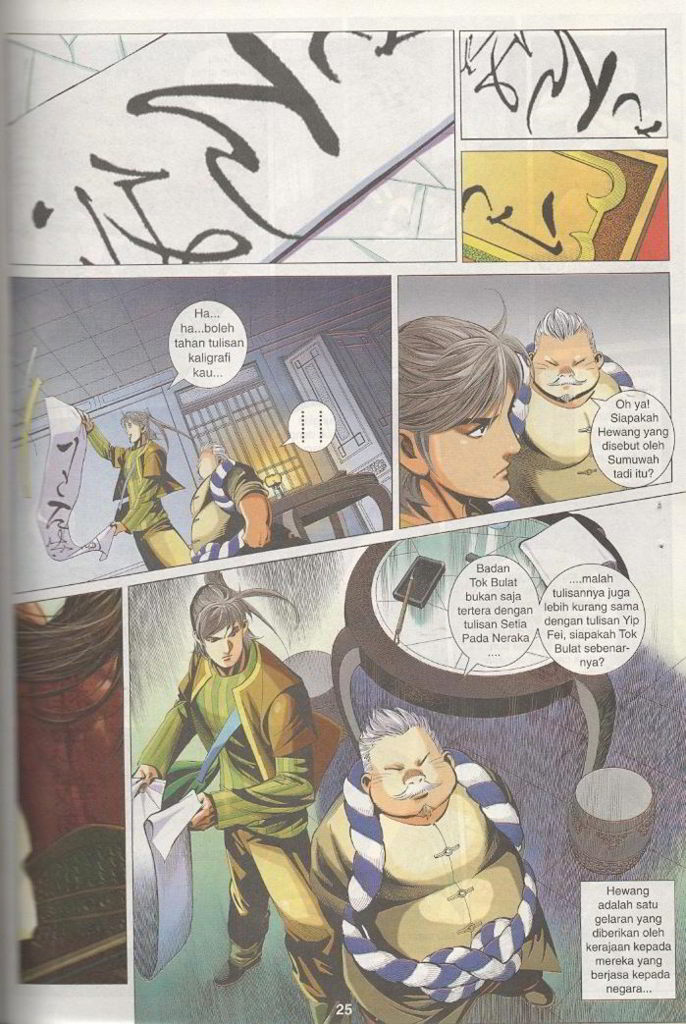 Ha...
ha...boleh
tahan tulisan
kaligrafi
kau...
Oh ya!
Siapakah
Hewang yang
disebut oleh
Sumuwah
tadi itu?
Badan
Tok Bulat
bukan saja
tertera dengan
tulisan Setia
Pada Neraka
....
....malah
tulisannya juga
lebih kurang sama
dengan tulisan Yip
Fei, siapakah Tok
Bulat sebenar-
nya?
Hewang
adalah satu
gelaran yang
diberikan oleh
kerajaan kepada
mereka yang
berjasa kepada
negara...
25